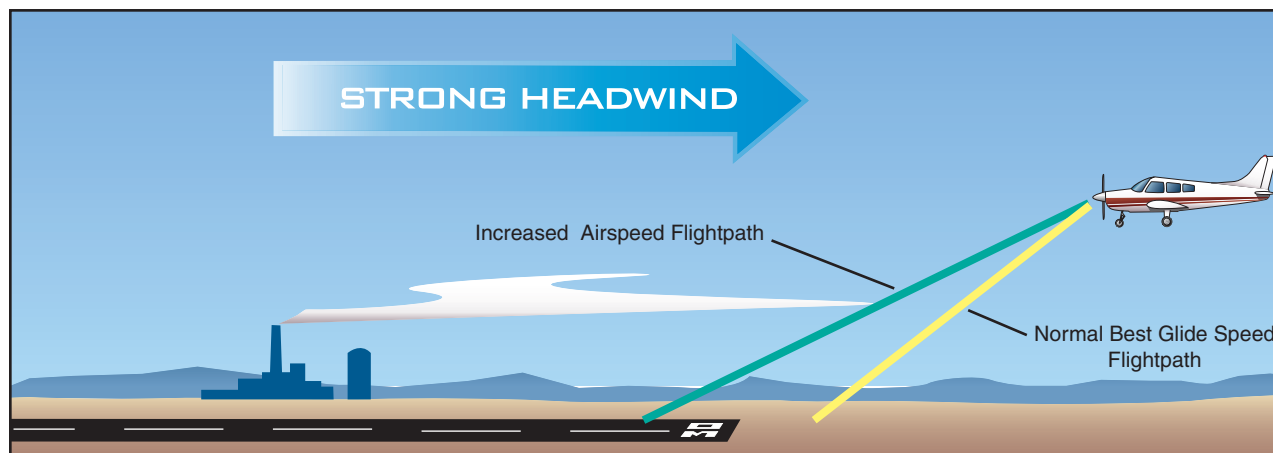 STRONG HEADWIND
Increased Airspeed Flightpath
Normal Best Glide Speed
Flightpath